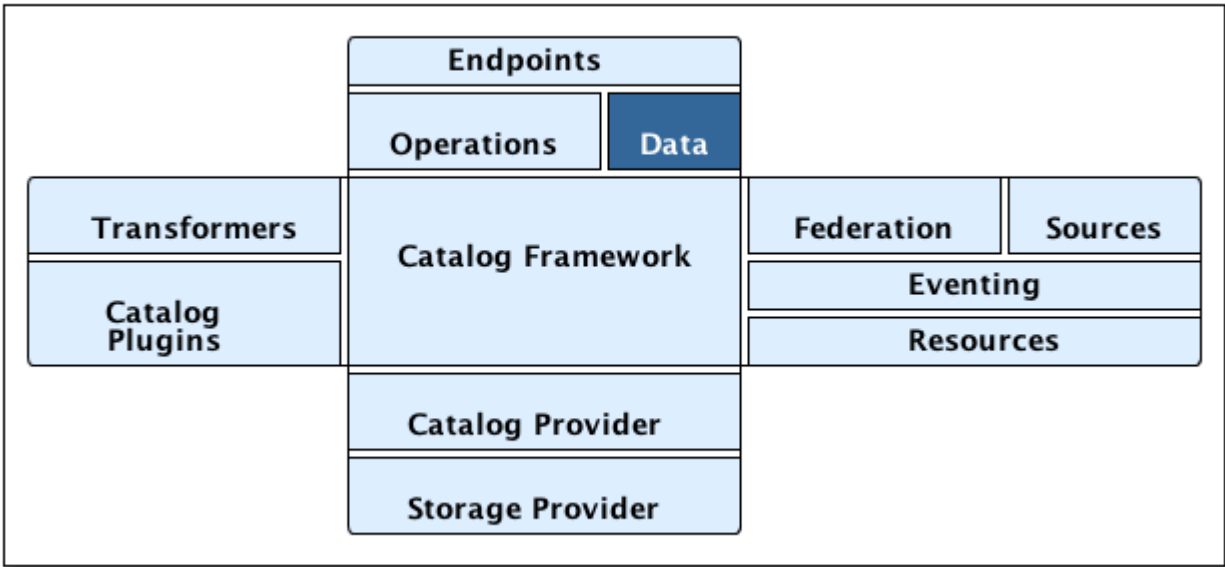 Endpoints
Operations
Data
Transformers
Catalog Framework
Federation
Sources
Eventing
Catalog
Plugins
Resources
Catalog Provider
Storage Provider